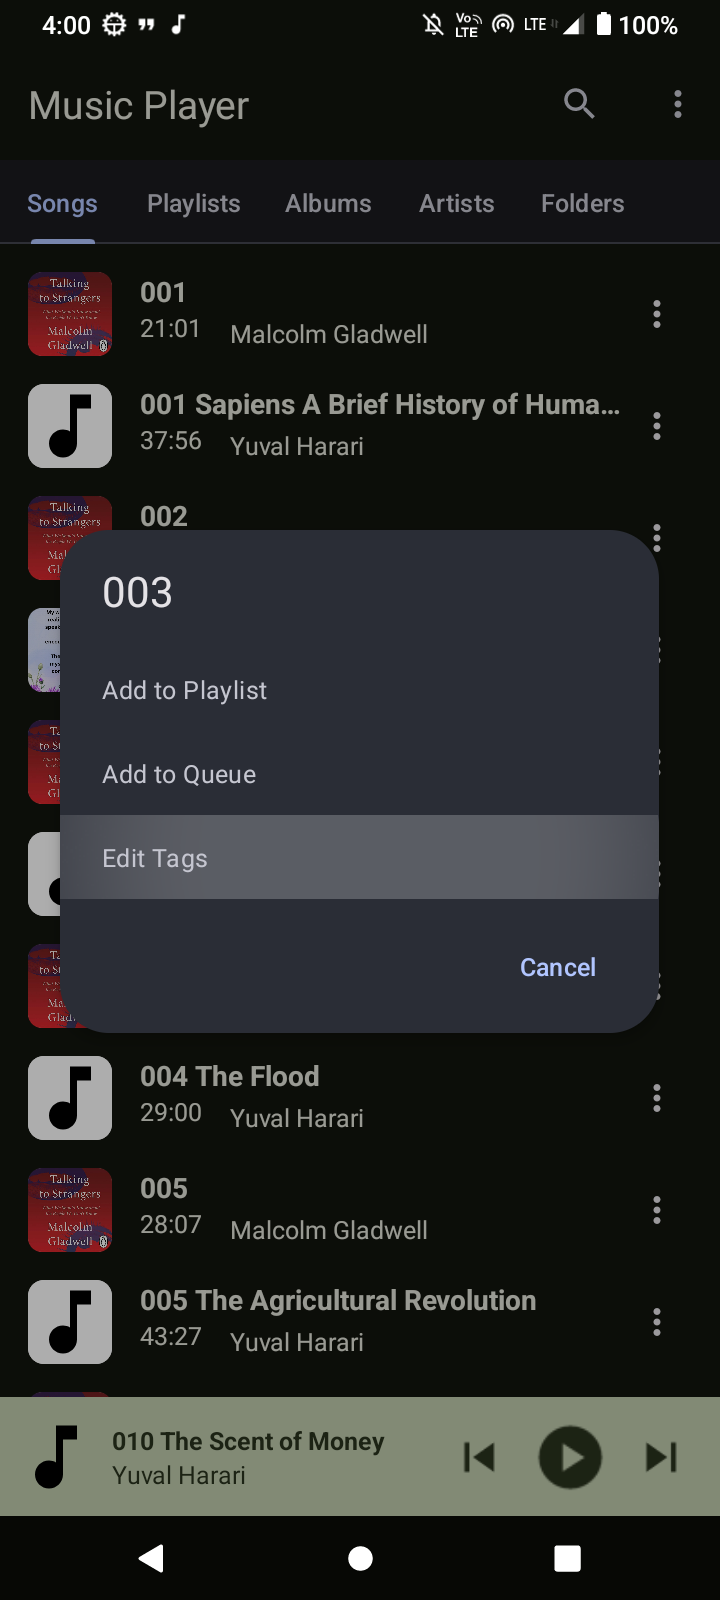 4:00 Vo LTE LTE 100%
Music Player
Songs Playlists Albums Artists Folders
Talking
to Strangers
Malcolm
Gladwell
001
21:01 Malcolm Gladwell
001 Sapiens A Brief History of Huma...
37:56 Yuval Harari
Talking
to Strangers
002
003
Add to Playlist
Add to Queue
Edit Tags
Cancel
004 The Flood
29:00 Yuval Harari
Talking
to Strangers
Malcolm
Gladwell
005
28:07 Malcolm Gladwell
005 The Agricultural Revolution
43:27 Yuval Harari
010 The Scent of Money
Yuval Harari